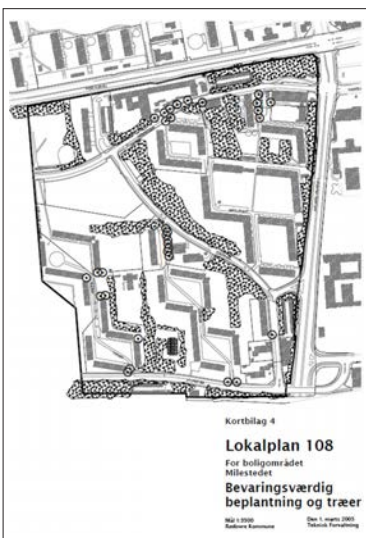 Kortbilag 4
Lokalplan 108
For boligområdet
Milestedet
Bevaringsværdig
beplantning og træer
Mål 1:3500
Rødovre Kommune
Den 1. marts 2005
Teknisk Forvaltning